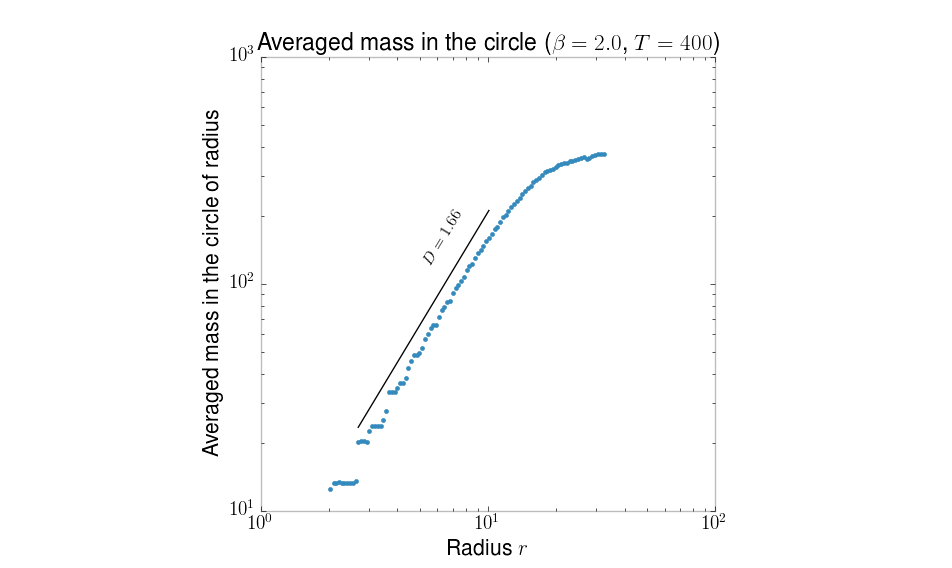 Averaged mass in the circle (β = 2.0, T = 400)
10³
10²
10¹
Averaged mass in the circle of radius
D = 1.66
10⁰
10¹
10²
Radius r